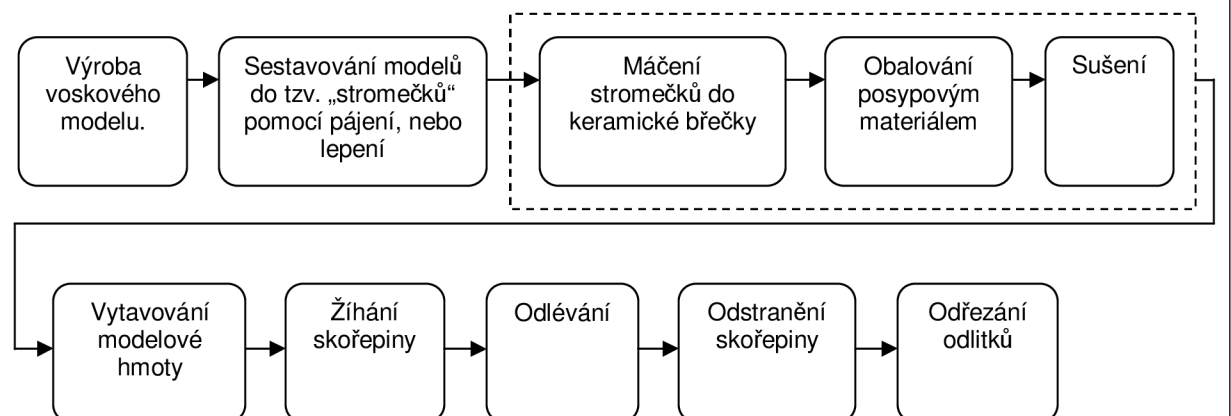 Výroba
voskového
modelu.
Sestavování modelů
do tzv. „stromečků“
pomocí pájení, nebo
lepení
Máčení
stromečků do
keramické břečky
Obalování
posypovým
materiálem
Sušení
Vytavování
modelové
hmoty
Žíhání
skořepiny
Odlévání
Odstranění
skořepiny
Odřezání
odlitků